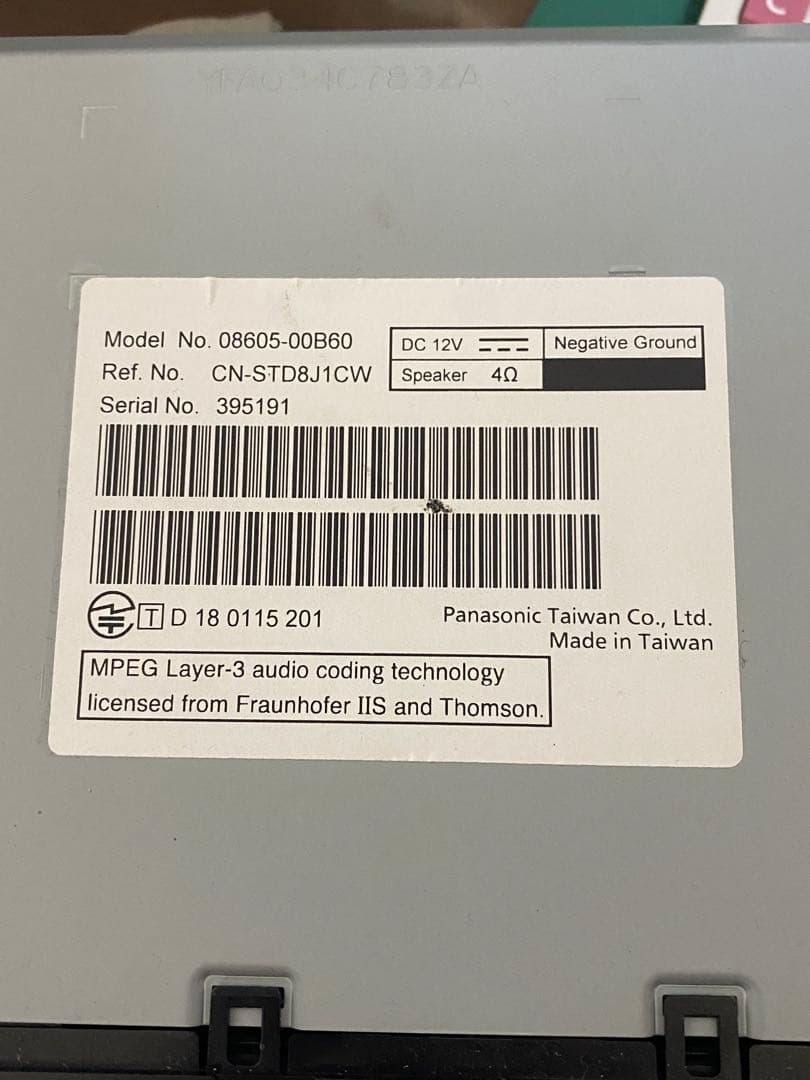 Model No. 08605-00B60
Ref. No. CN-STD8J1CW
Serial No. 395191
DC 12V
Negative Ground
Speaker 4Ω
T D 18 0115 201
Panasonic Taiwan Co., Ltd.
Made in Taiwan
MPEG Layer-3 audio coding technology
licensed from Fraunhofer IIS and Thomson.